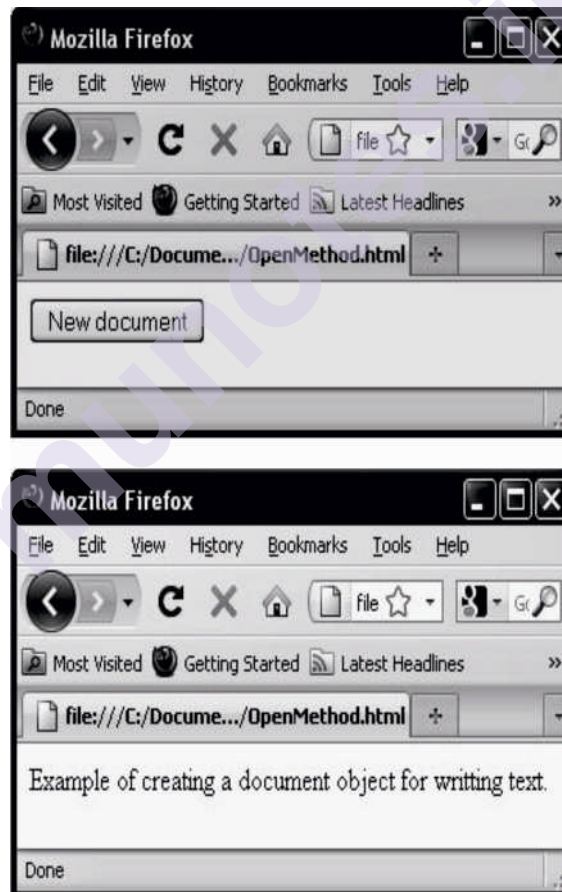 Mozilla Firefox
File Edit View History Bookmarks Tools Help
file
Most Visited Getting Started Latest Headlines »
file:///C:/Docume.../OpenMethod.html
New document
Done
Mozilla Firefox
File Edit View History Bookmarks Tools Help
file
Most Visited Getting Started Latest Headlines »
file:///C:/Docume.../OpenMethod.html
Example of creating a document object for writting text.
Done